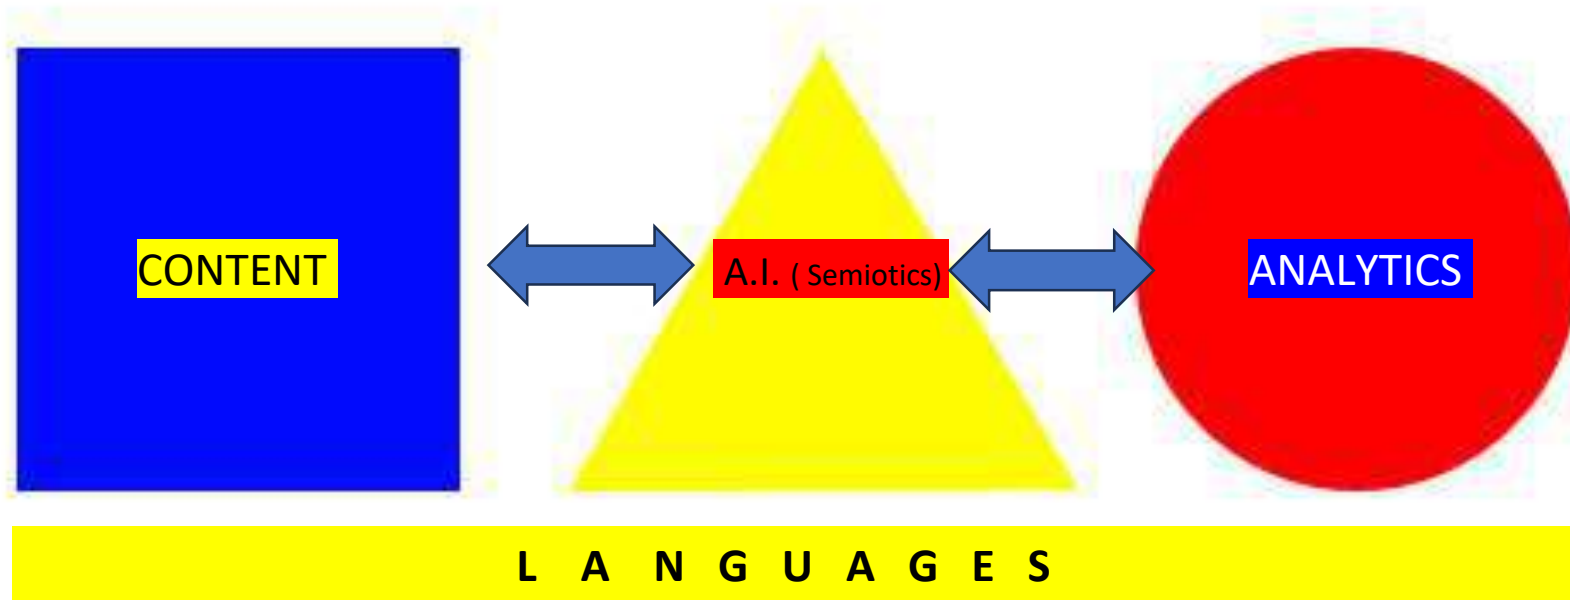 CONTENT
A.I. ( Semiotics)
ANALYTICS
L A N G U A G E S